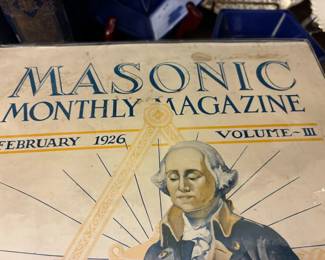 MASONIC
MONTHLY MAGAZINE
FEBRUARY 1926 VOLUME-III